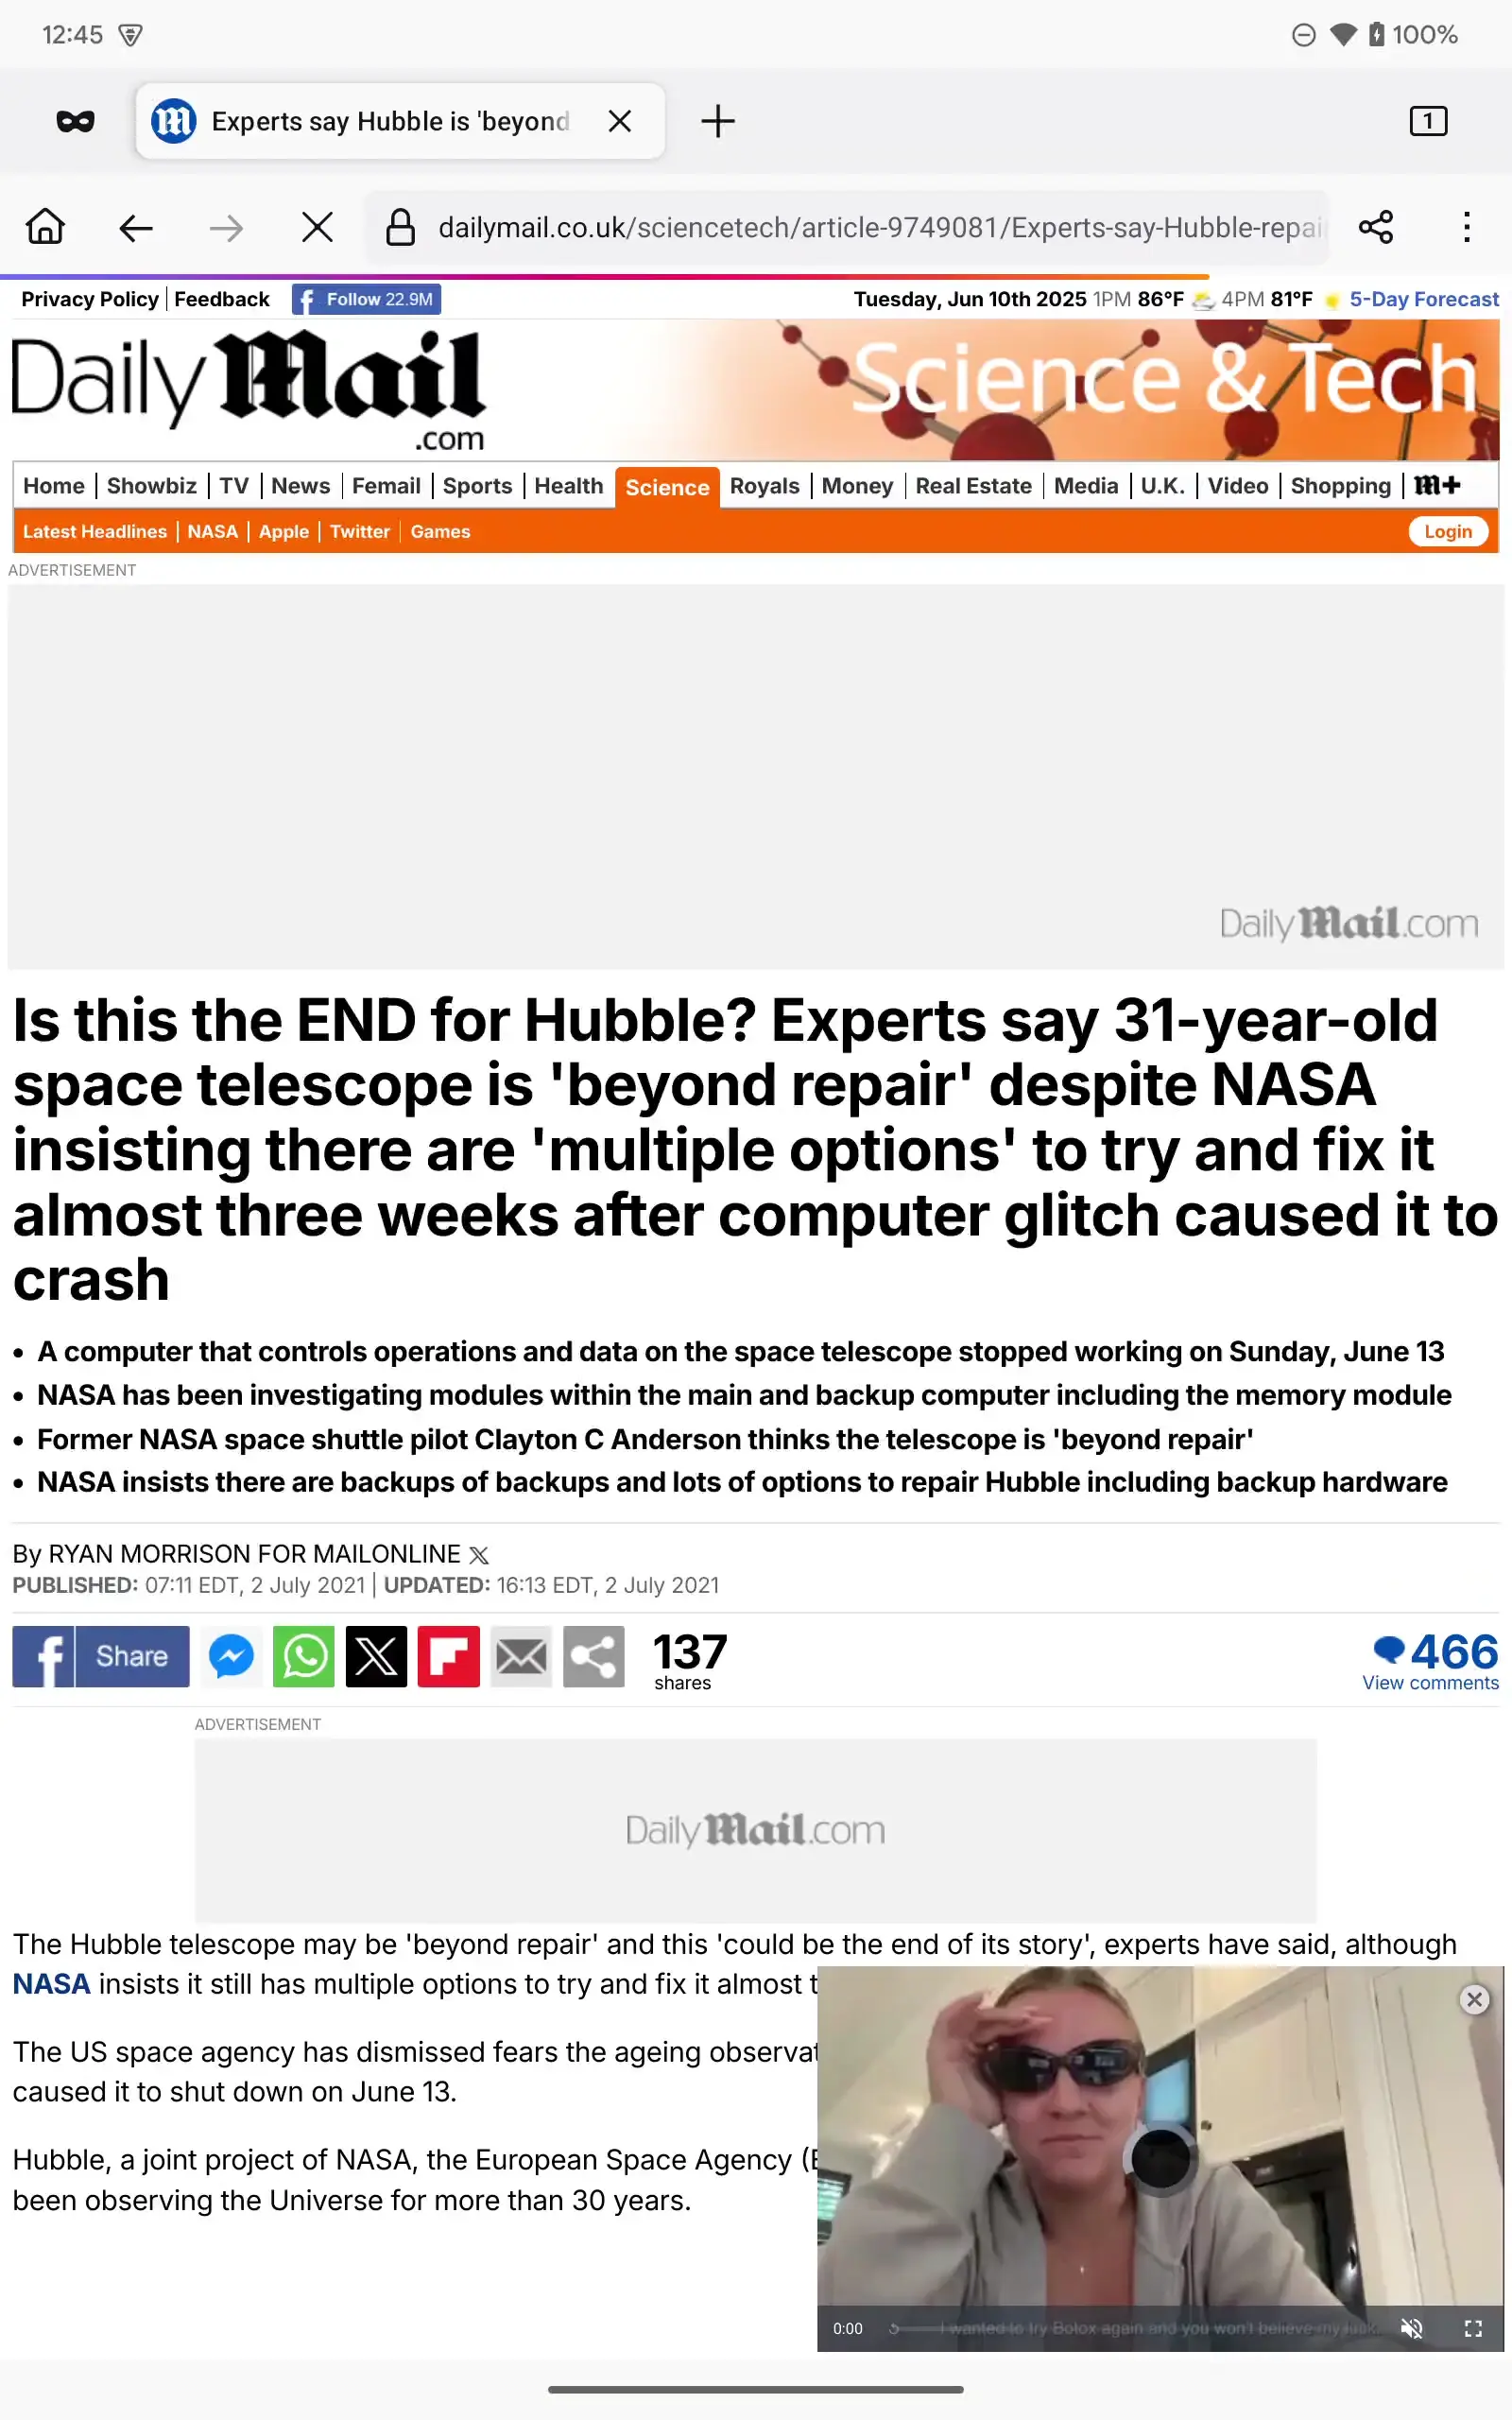 12:45
100%
Experts say Hubble is 'beyond
1
dailymail.co.uk/sciencetech/article-9749081/Experts-say-Hubble-repai
Privacy Policy Feedback Follow 22.9M Tuesday, Jun 10th 2025 1PM 86°F 4PM 81°F 5-Day Forecast
Daily Mail .com
Science & Tech
Home Showbiz TV News Femail Sports Health Science Royals Money Real Estate Media U.K. Video Shopping m+
Latest Headlines NASA Apple Twitter Games Login
ADVERTISEMENT
Daily Mail.com
Is this the END for Hubble? Experts say 31-year-old
space telescope is 'beyond repair' despite NASA
insisting there are 'multiple options' to try and fix it
almost three weeks after computer glitch caused it to
crash
• A computer that controls operations and data on the space telescope stopped working on Sunday, June 13
• NASA has been investigating modules within the main and backup computer including the memory module
• Former NASA space shuttle pilot Clayton C Anderson thinks the telescope is 'beyond repair'
• NASA insists there are backups of backups and lots of options to repair Hubble including backup hardware
By RYAN MORRISON FOR MAILONLINE
PUBLISHED: 07:11 EDT, 2 July 2021 | UPDATED: 16:13 EDT, 2 July 2021
Share
137
shares
466
View comments
ADVERTISEMENT
Daily Mail.com
The Hubble telescope may be 'beyond repair' and this 'could be the end of its story', experts have said, although
NASA insists it still has multiple options to try and fix it almost t
The US space agency has dismissed fears the ageing observat
caused it to shut down on June 13.
Hubble, a joint project of NASA, the European Space Agency (E
been observing the Universe for more than 30 years.
0:00 I wanted to try Botox again and you won't believe my luck